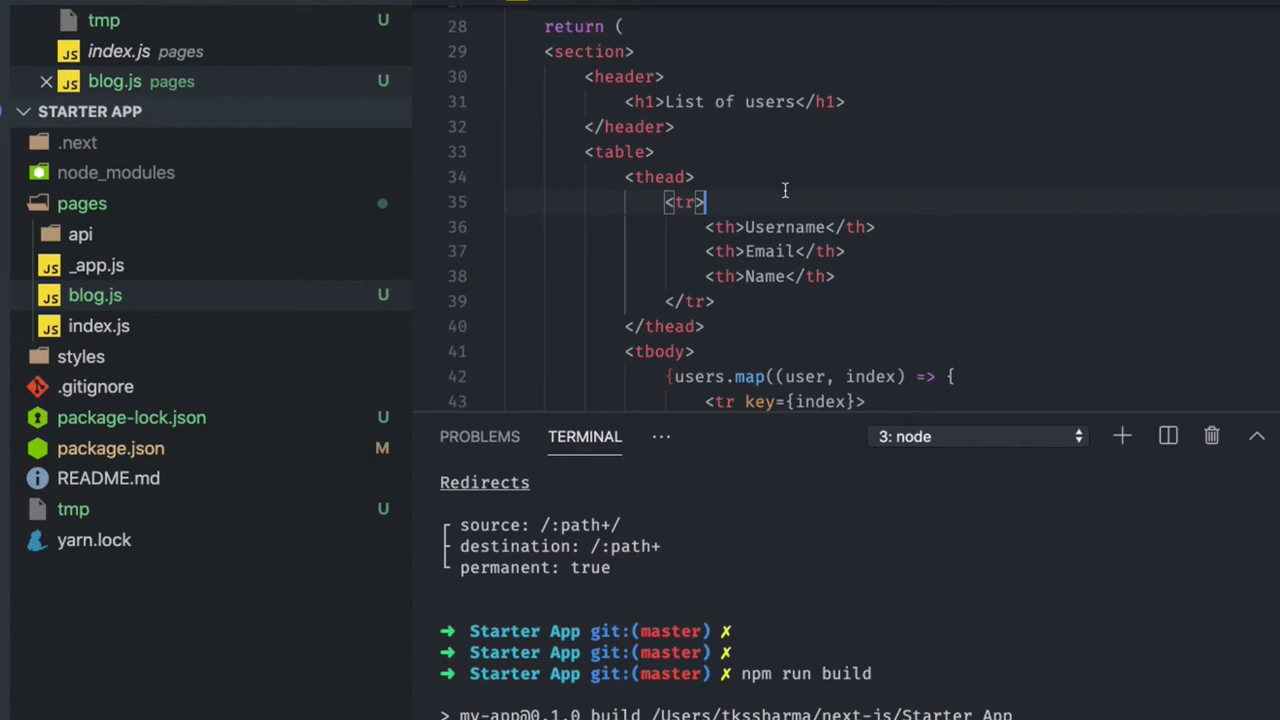 tmp U
JS index.js pages
JS blog.js pages U
STARTER APP
.next
node_modules
pages
api
JS _app.js
JS blog.js U
JS index.js
styles
.gitignore
package-lock.json U
package.json M
README.md
tmp U
yarn.lock
28 return (
29 <section>
30 <header>
31 <h1>List of users</h1>
32 </header>
33 <table>
34 <thead>
35 <tr>
36 <th>Username</th>
37 <th>Email</th>
38 <th>Name</th>
39 </tr>
40 </thead>
41 <tbody>
42 {users.map((user, index) => {
43 <tr key={index}>
PROBLEMS TERMINAL ··· 3: node
Redirects
┌ source: /:path+/
├ destination: /:path+
└ permanent: true
➜ Starter App git:(master) ✗
➜ Starter App git:(master) ✗
➜ Starter App git:(master) ✗ npm run build
> my-app@0.1.0 build /Users/tkssharma/next-js/Starter App